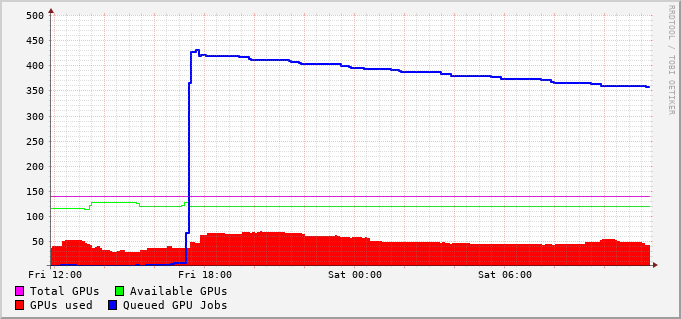 500
450
400
350
300
250
200
150
100
50
Fri 12:00 Fri 18:00 Sat 00:00 Sat 06:00
Total GPUs Available GPUs
GPUs used Queued GPU Jobs
RRDTOOL / TOBI OETIKER